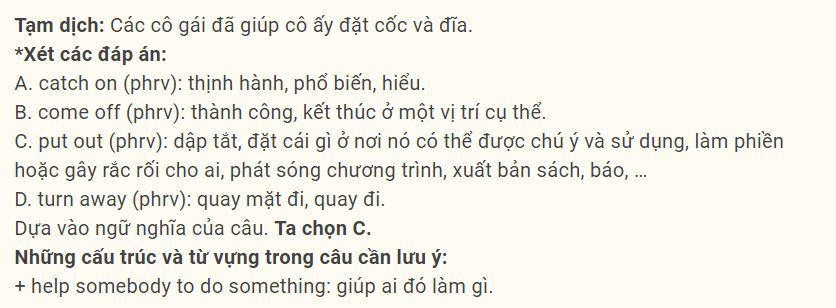 Tạm dịch: Các cô gái đã giúp cô ấy đặt cốc và đĩa.
*Xét các đáp án:
A. catch on (phrv): thịnh hành, phổ biến, hiểu.
B. come off (phrv): thành công, kết thúc ở một vị trí cụ thể.
C. put out (phrv): dập tắt, đặt cái gì ở nơi nó có thể được chú ý và sử dụng, làm phiền
hoặc gây rắc rối cho ai, phát sóng chương trình, xuất bản sách, báo, ...
D. turn away (phrv): quay mặt đi, quay đi.
Dựa vào ngữ nghĩa của câu. Ta chọn C.
Những cấu trúc và từ vựng trong câu cần lưu ý:
+ help somebody to do something: giúp ai đó làm gì.